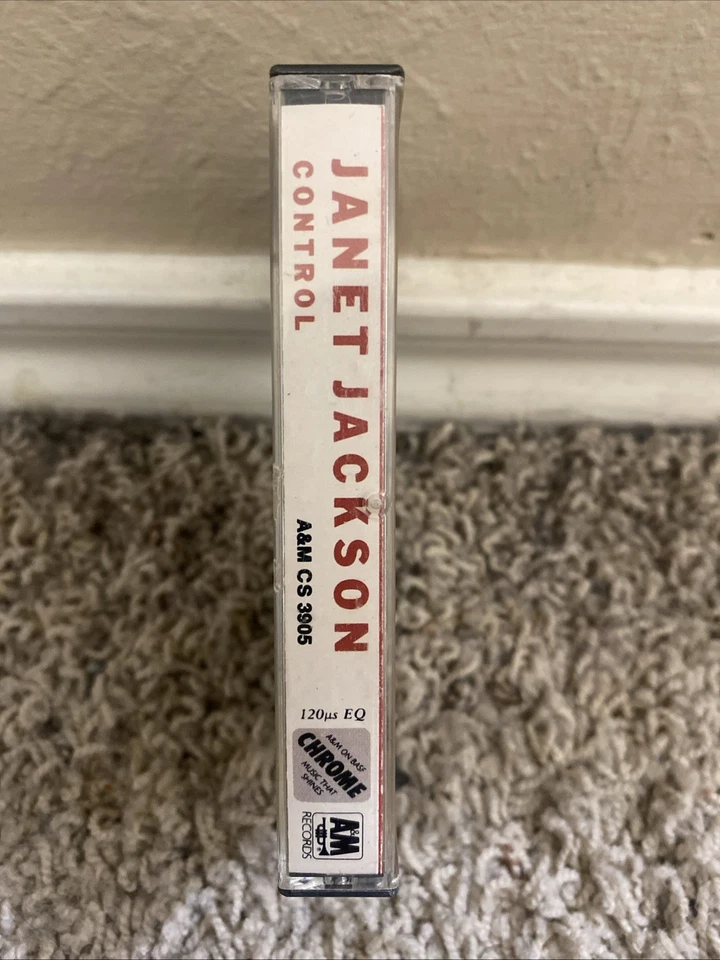 JANET JACKSON
CONTROL
A&M CS 3905
120µs EQ
A&M ON BASF
CHROME
MUSIC THAT
SHINES
A&M
RECORDS